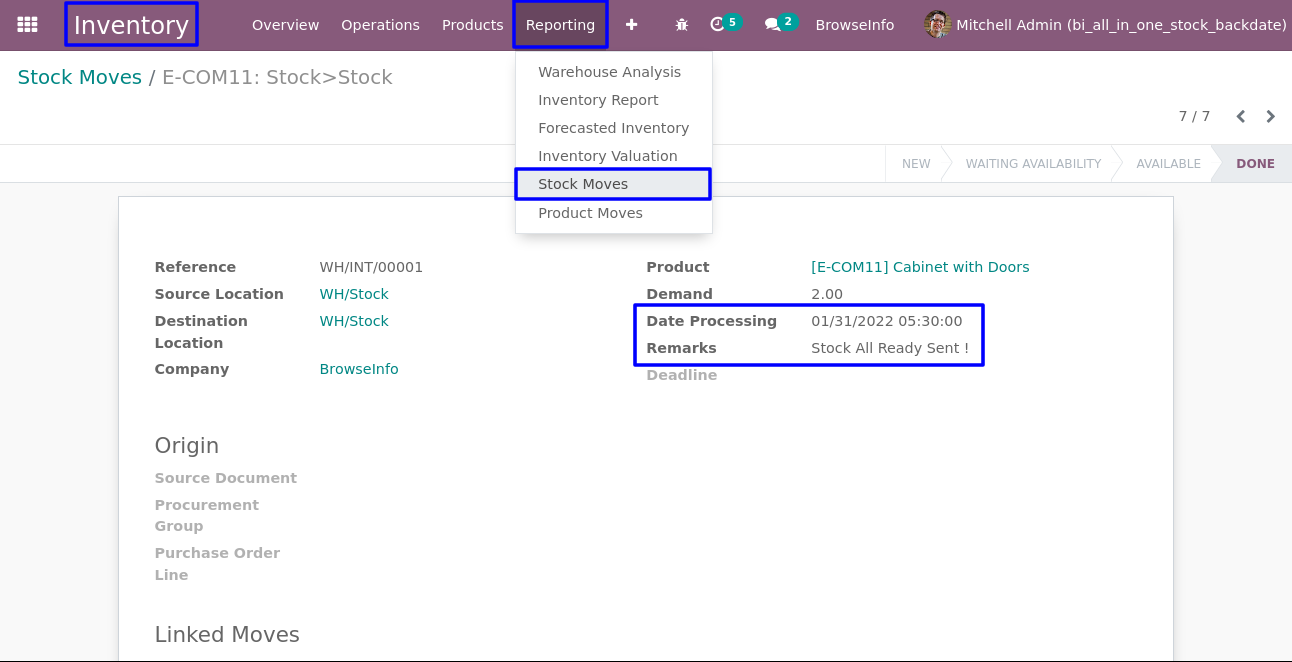 Inventory Overview Operations Products Reporting + 5 2 BrowseInfo Mitchell Admin (bi_all_in_one_stock_backdate)
Stock Moves / E-COM11: Stock>Stock
Warehouse Analysis
Inventory Report
Forecasted Inventory
Inventory Valuation
Stock Moves
Product Moves
7 / 7
NEW WAITING AVAILABILITY AVAILABLE DONE
Reference WH/INT/00001
Source Location WH/Stock
Destination
Location WH/Stock
Company BrowseInfo
Product [E-COM11] Cabinet with Doors
Demand 2.00
Date Processing 01/31/2022 05:30:00
Remarks Stock All Ready Sent !
Deadline
Origin
Source Document
Procurement
Group
Purchase Order
Line
Linked Moves